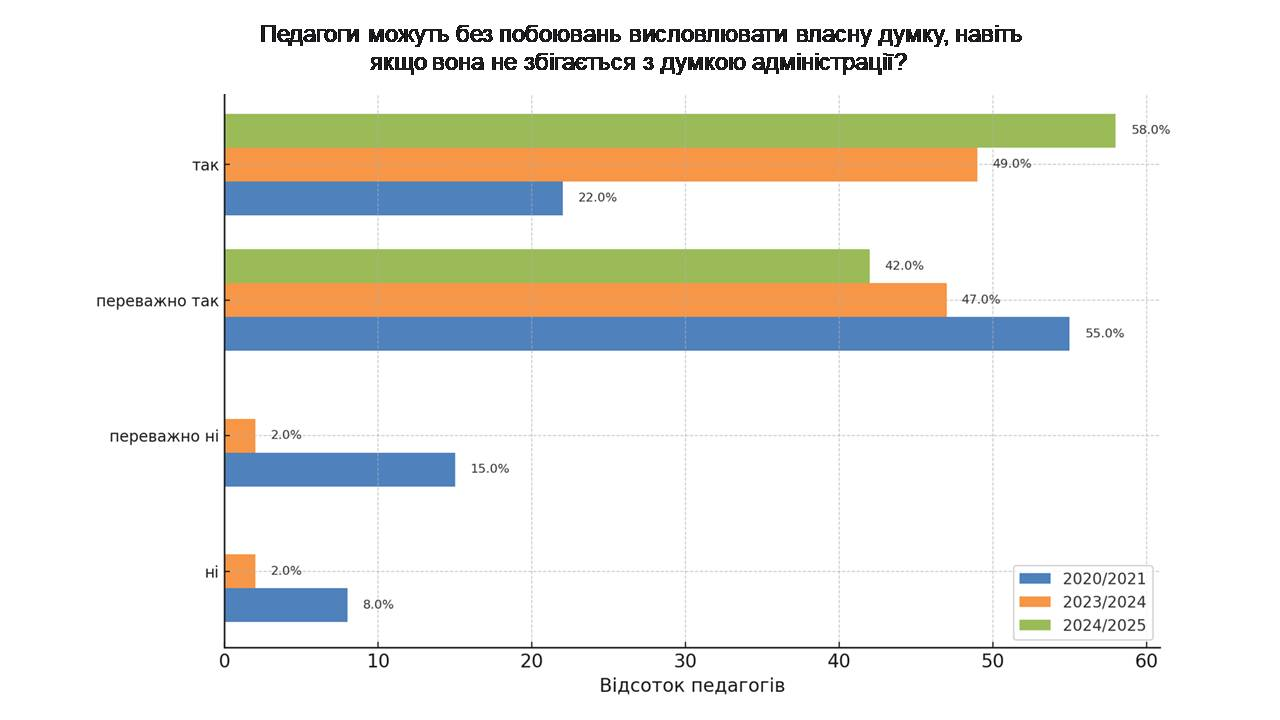 Педагоги можуть без побоювань висловлювати власну думку, навіть
якщо вона не збігається з думкою адміністрації?
58.0%
так
49.0%
22.0%
42.0%
переважно так
47.0%
55.0%
переважно ні
2.0%
15.0%
ні
2.0%
8.0%
2020/2021
2023/2024
2024/2025
0 10 20 30 40 50 60
Відсоток педагогів